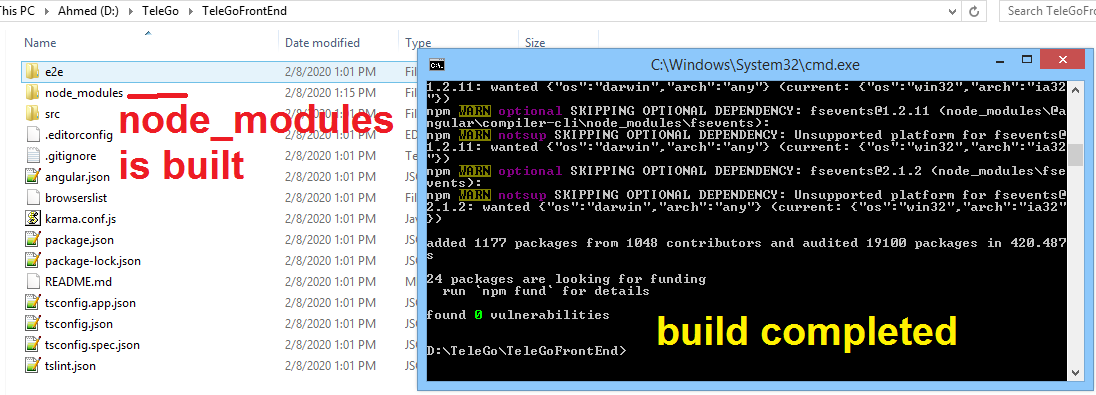 This PC > Ahmed (D:) > TeleGo > TeleGoFrontEnd
Search TeleGoFro
Name Date modified Type Size
e2e 2/8/2020 1:01 PM Fil
node_modules 2/8/2020 1:15 PM Fil
src 2/8/2020 1:01 PM Fil
.editorconfig 2/8/2020 1:01 PM ED
.gitignore 2/8/2020 1:01 PM Te
angular.json 2/8/2020 1:01 PM JSC
browserslist 2/8/2020 1:01 PM Fil
karma.conf.js 2/8/2020 1:01 PM JS
package.json 2/8/2020 1:01 PM JSC
package-lock.json 2/8/2020 1:01 PM JSC
README.md 2/8/2020 1:01 PM M
tsconfig.app.json 2/8/2020 1:01 PM JSC
tsconfig.json 2/8/2020 1:01 PM JSC
tsconfig.spec.json 2/8/2020 1:01 PM JSC
tslint.json 2/8/2020 1:01 PM JSC
node_modules
is built
C:\Windows\System32\cmd.exe
1.2.11: wanted {"os":"darwin","arch":"any"} (current: {"os":"win32","arch":"ia32
"})
npm WARN optional SKIPPING OPTIONAL DEPENDENCY: fsevents@1.2.11 (node_modules\@a
ngular\compiler-cli\node_modules\fsevents):
npm WARN notsup SKIPPING OPTIONAL DEPENDENCY: Unsupported platform for fsevents@
1.2.11: wanted {"os":"darwin","arch":"any"} (current: {"os":"win32","arch":"ia32
"})
npm WARN optional SKIPPING OPTIONAL DEPENDENCY: fsevents@2.1.2 (node_modules\fse
vents):
npm WARN notsup SKIPPING OPTIONAL DEPENDENCY: Unsupported platform for fsevents@
2.1.2: wanted {"os":"darwin","arch":"any"} (current: {"os":"win32","arch":"ia32"
})
added 1177 packages from 1048 contributors and audited 19100 packages in 420.487
s
24 packages are looking for funding
run `npm fund` for details
found 0 vulnerabilities
D:\TeleGo\TeleGoFrontEnd>
build completed